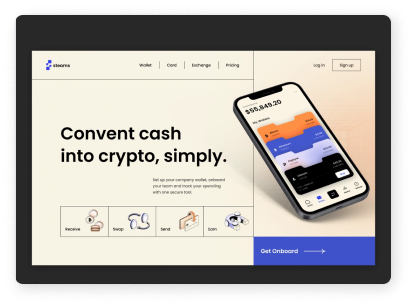 steams
Wallet
Card
Exchange
Pricing
Log in
Sign up
Convent cash
into crypto, simply.
Set up your company wallet, onboard
your team and track your spending
with one secure tool.
Receive
Swap
Send
Earn
$55,849.20
Get Onboard